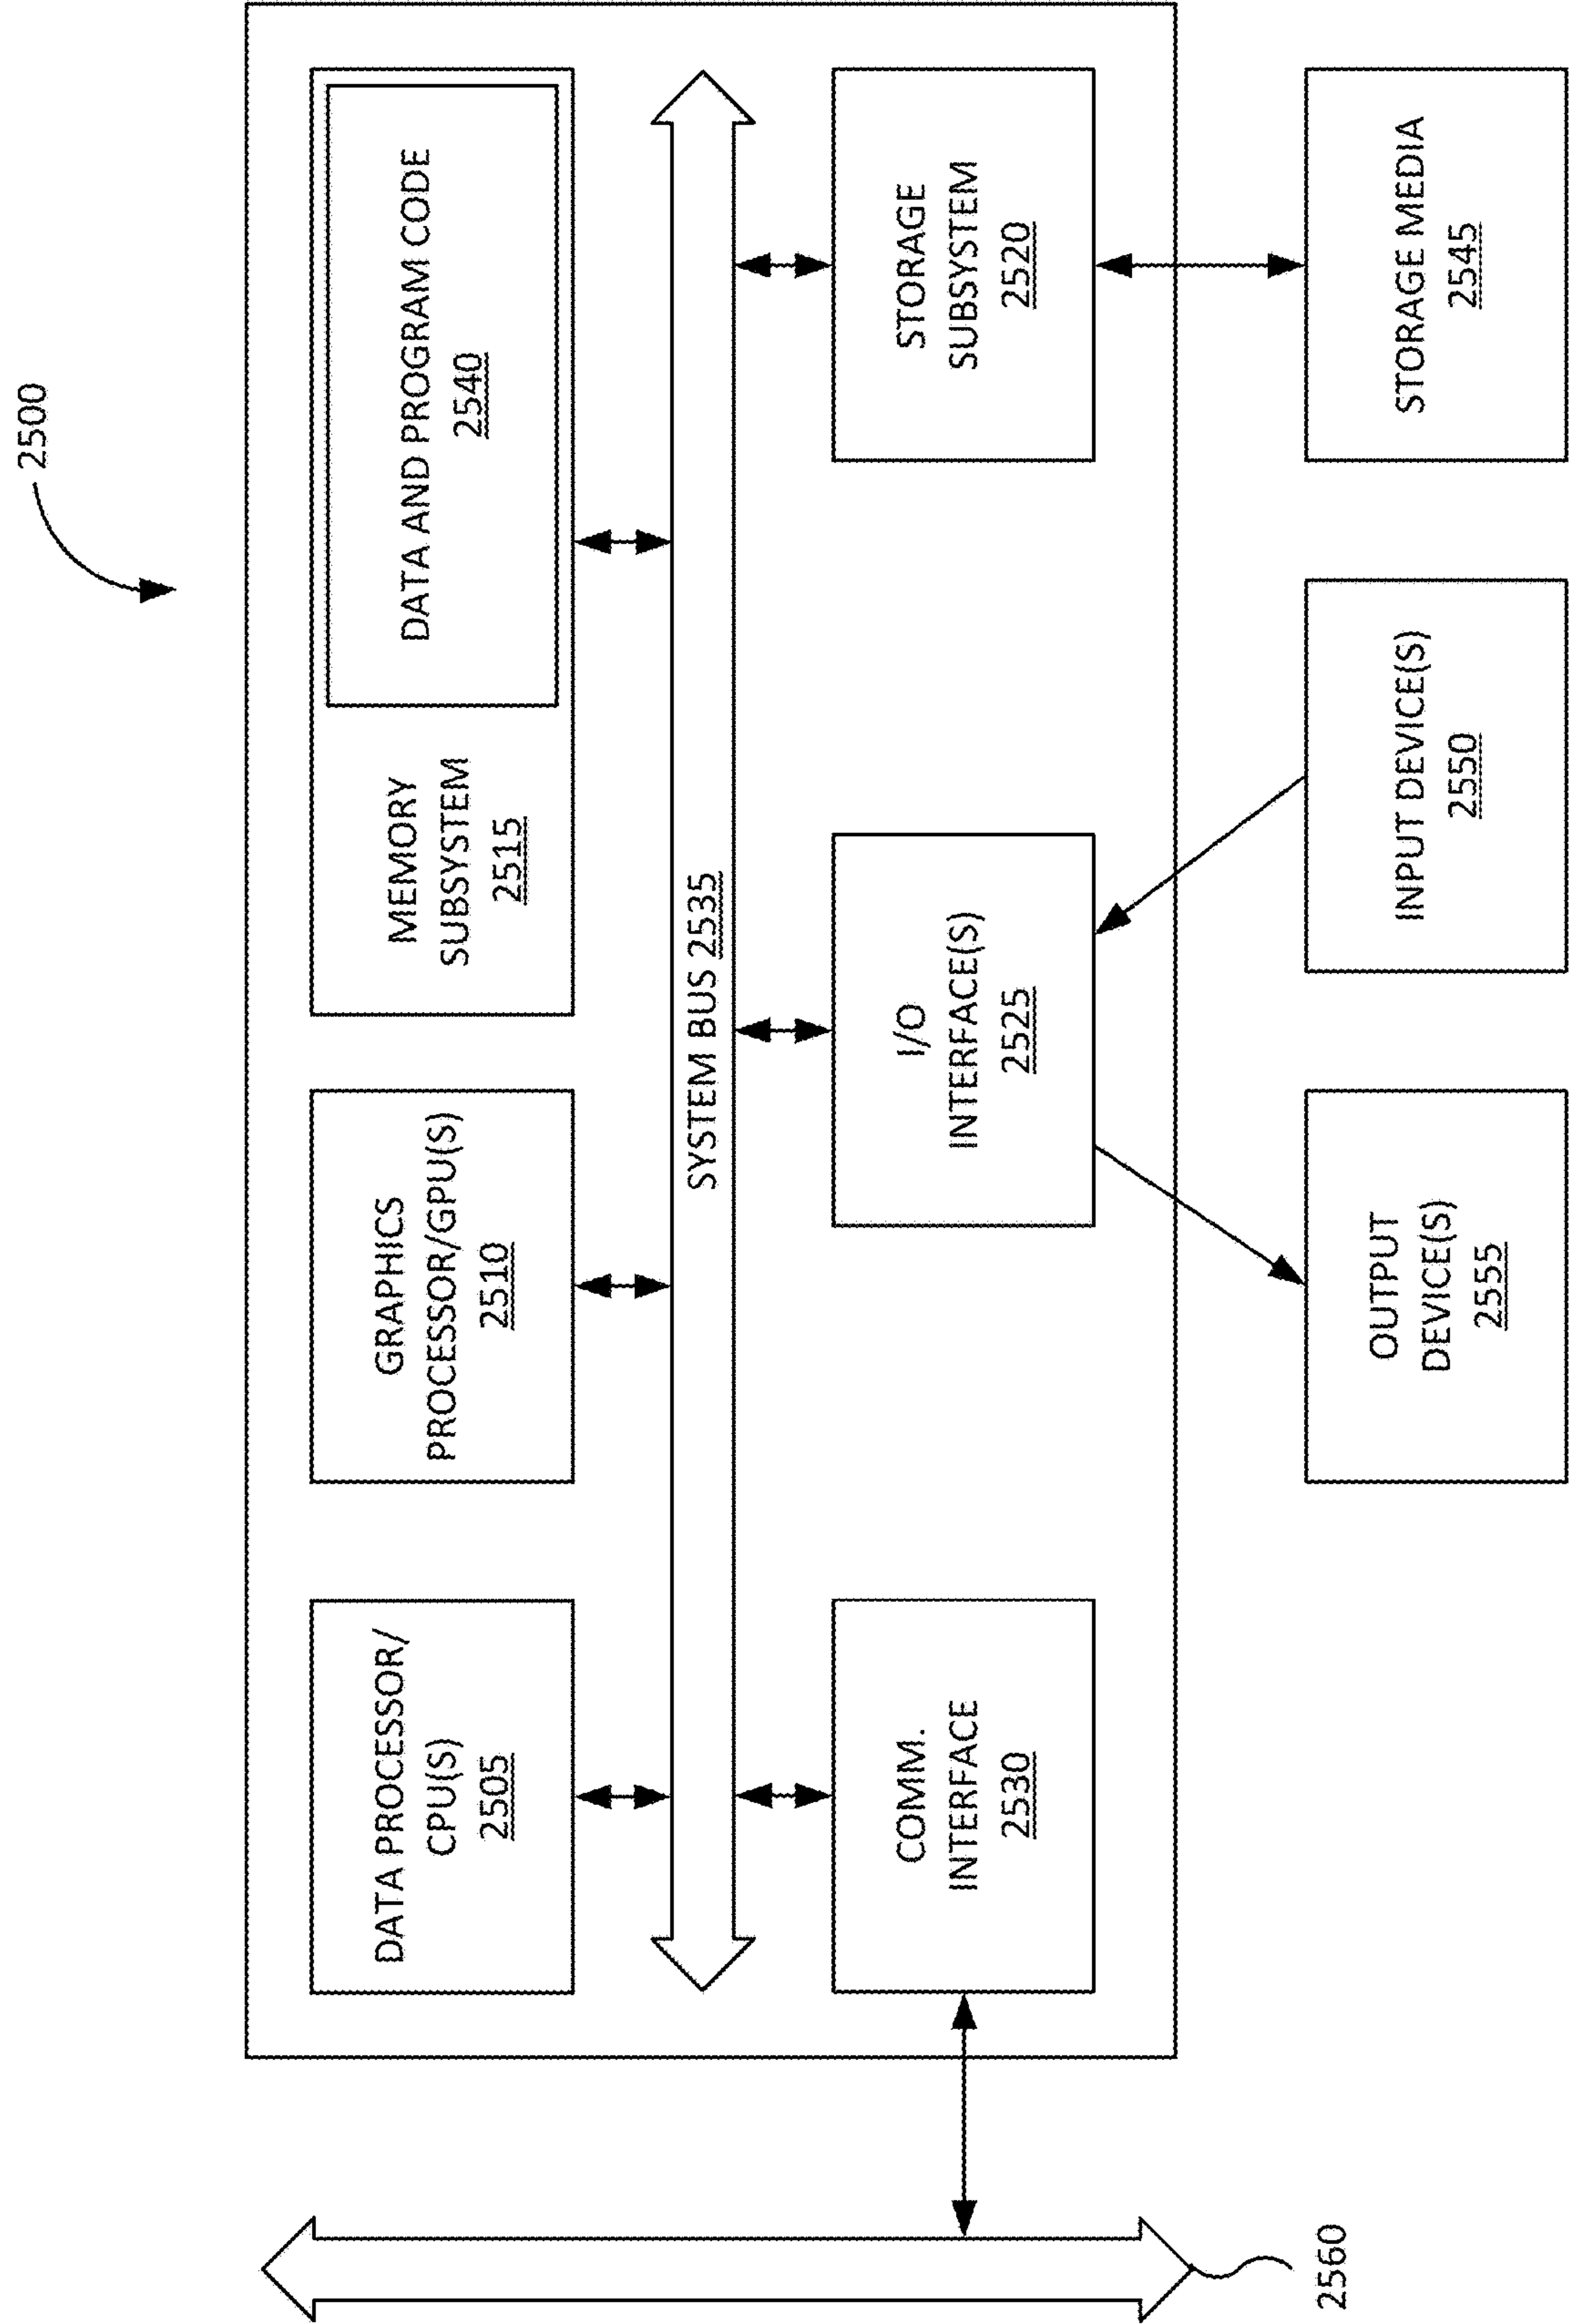 2500
DATA PROCESSOR/
CPU(S)
2505
GRAPHICS
PROCESSOR/GPU(S)
2510
MEMORY
SUBSYSTEM
2515
DATA AND PROGRAM CODE
2540
SYSTEM BUS 2535
COMM.
INTERFACE
2530
I/O
INTERFACE(S)
2525
STORAGE
SUBSYSTEM
2520
OUTPUT
DEVICE(S)
2555
INPUT DEVICE(S)
2550
STORAGE MEDIA
2545
2560